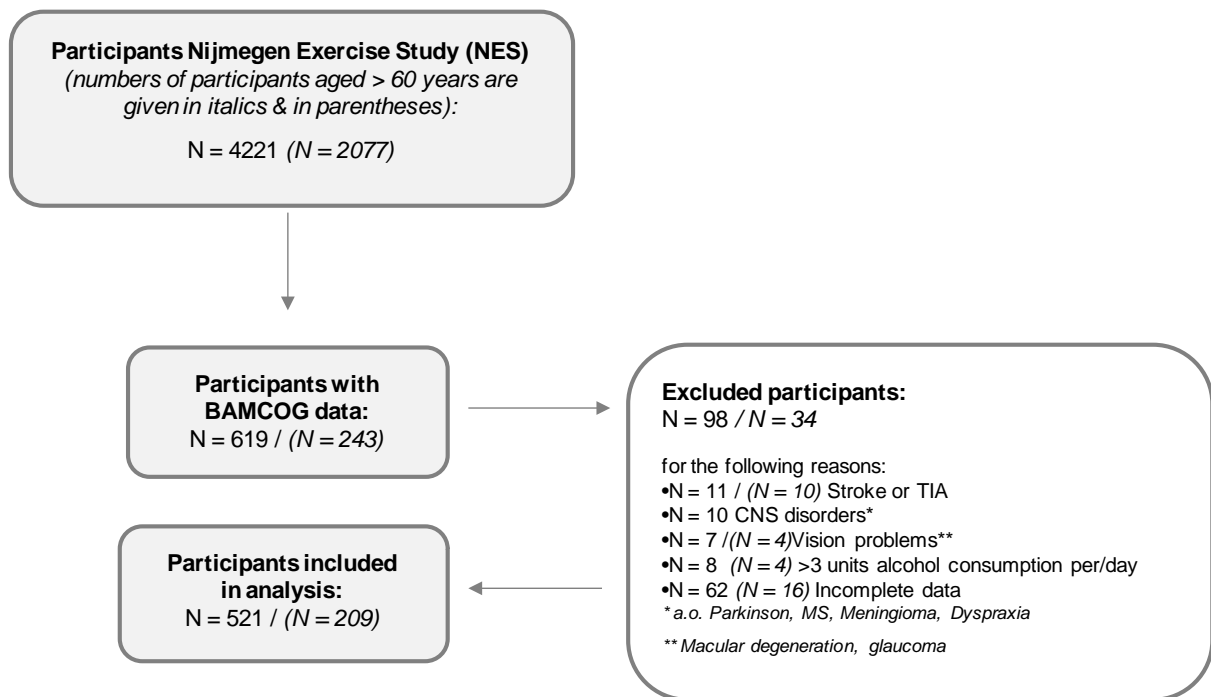 Participants Nijmegen Exercise Study (NES)
(numbers of participants aged > 60 years are
given in italics & in parentheses):
N = 4221 (N = 2077)
Participants with
BAMCOG data:
N = 619 / (N = 243)
Excluded participants:
N = 98 / N = 34
for the following reasons:
•N = 11 / (N = 10) Stroke or TIA
•N = 10 CNS disorders*
•N = 7 /(N = 4)Vision problems**
•N = 8 (N = 4) >3 units alcohol consumption per/day
•N = 62 (N = 16) Incomplete data
* a.o. Parkinson, MS, Meningioma, Dyspraxia
** Macular degeneration, glaucoma
Participants included
in analysis:
N = 521 / (N = 209)